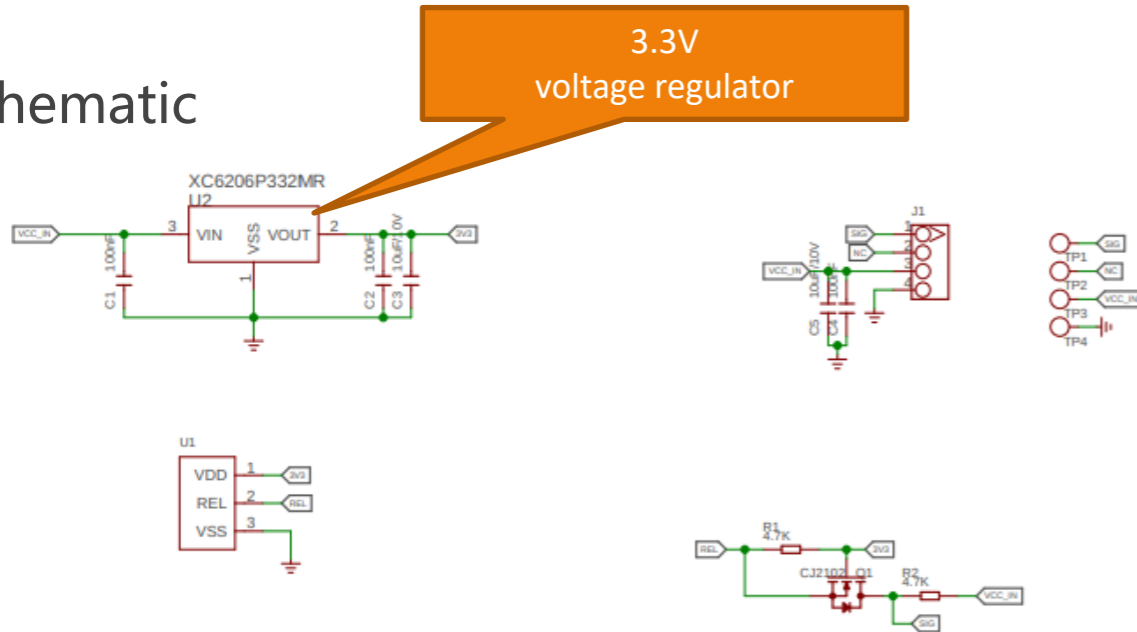 3.3V
voltage regulator
hematic
XC6206P332MR
U2
VCC_IN
3
VIN
VSS
VOUT
2
3V3
1
100nF
C1
100nF
C2
10uF/10V
C3
J1
SIG
1
NC
2
VCC_IN
3
4
10uF/10V
C5
100nF
C4
SIG
TP1
NC
TP2
VCC_IN
TP3
TP4
U1
VDD
1
3V3
REL
2
REL
VSS
3
R1
4.7K
REL
3V3
CJ2102
Q1
R2
4.7K
VCC_IN
SIG